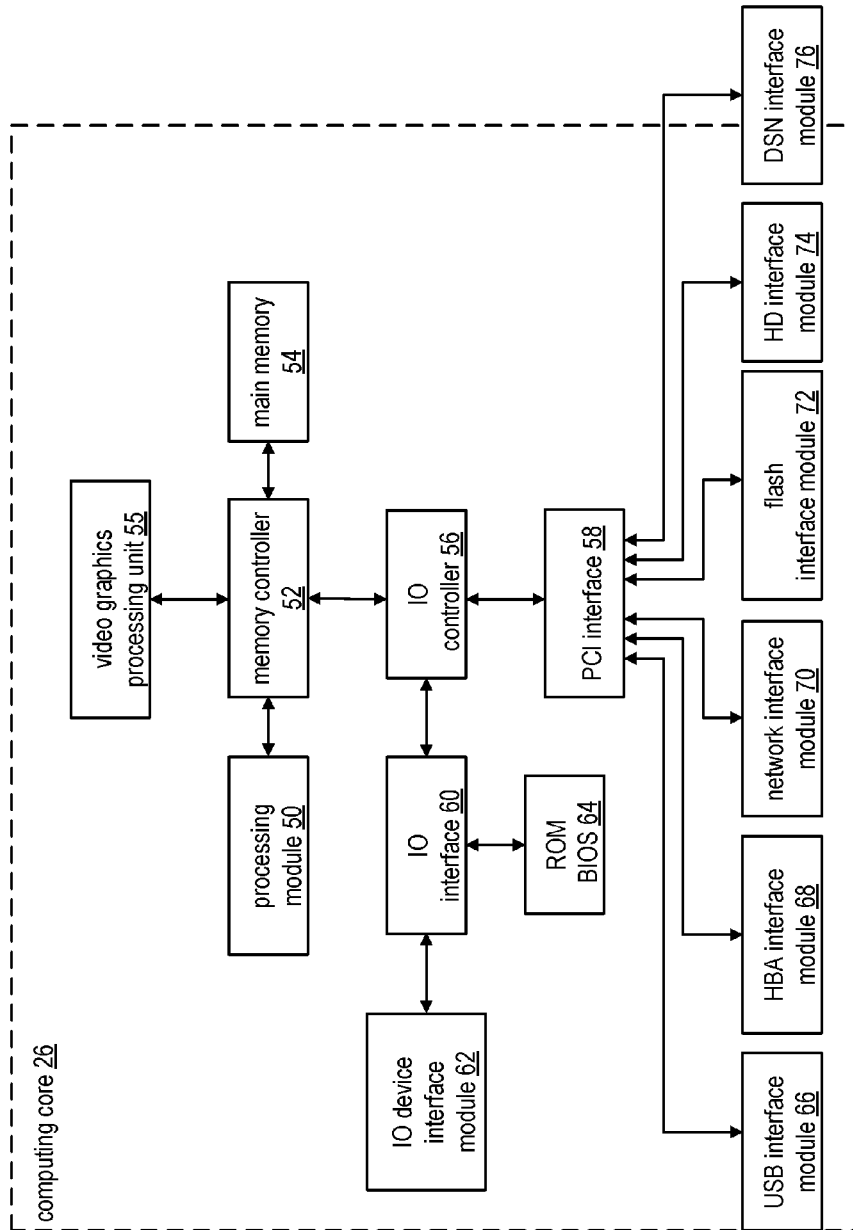 computing core 26
video graphics
processing unit 55
processing
module 50
memory controller
52
main memory
54
IO device
interface
module 62
IO
interface 60
IO
controller 56
ROM
BIOS 64
PCI interface 58
USB interface
module 66
HBA interface
module 68
network interface
module 70
flash
interface module 72
HD interface
module 74
DSN interface
module 76